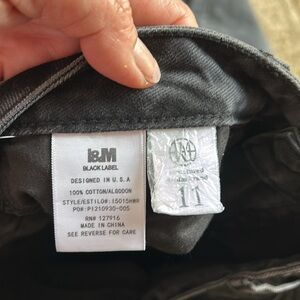 I&M
BLACK LABEL
DESIGNED IN U.S.A
100% COTTON/ALGODON
STYLE/ESTILO#: I5015H#R
PO#:P1210930-005
RN# 127916
MADE IN CHINA
SEE REVERSE FOR CARE
11